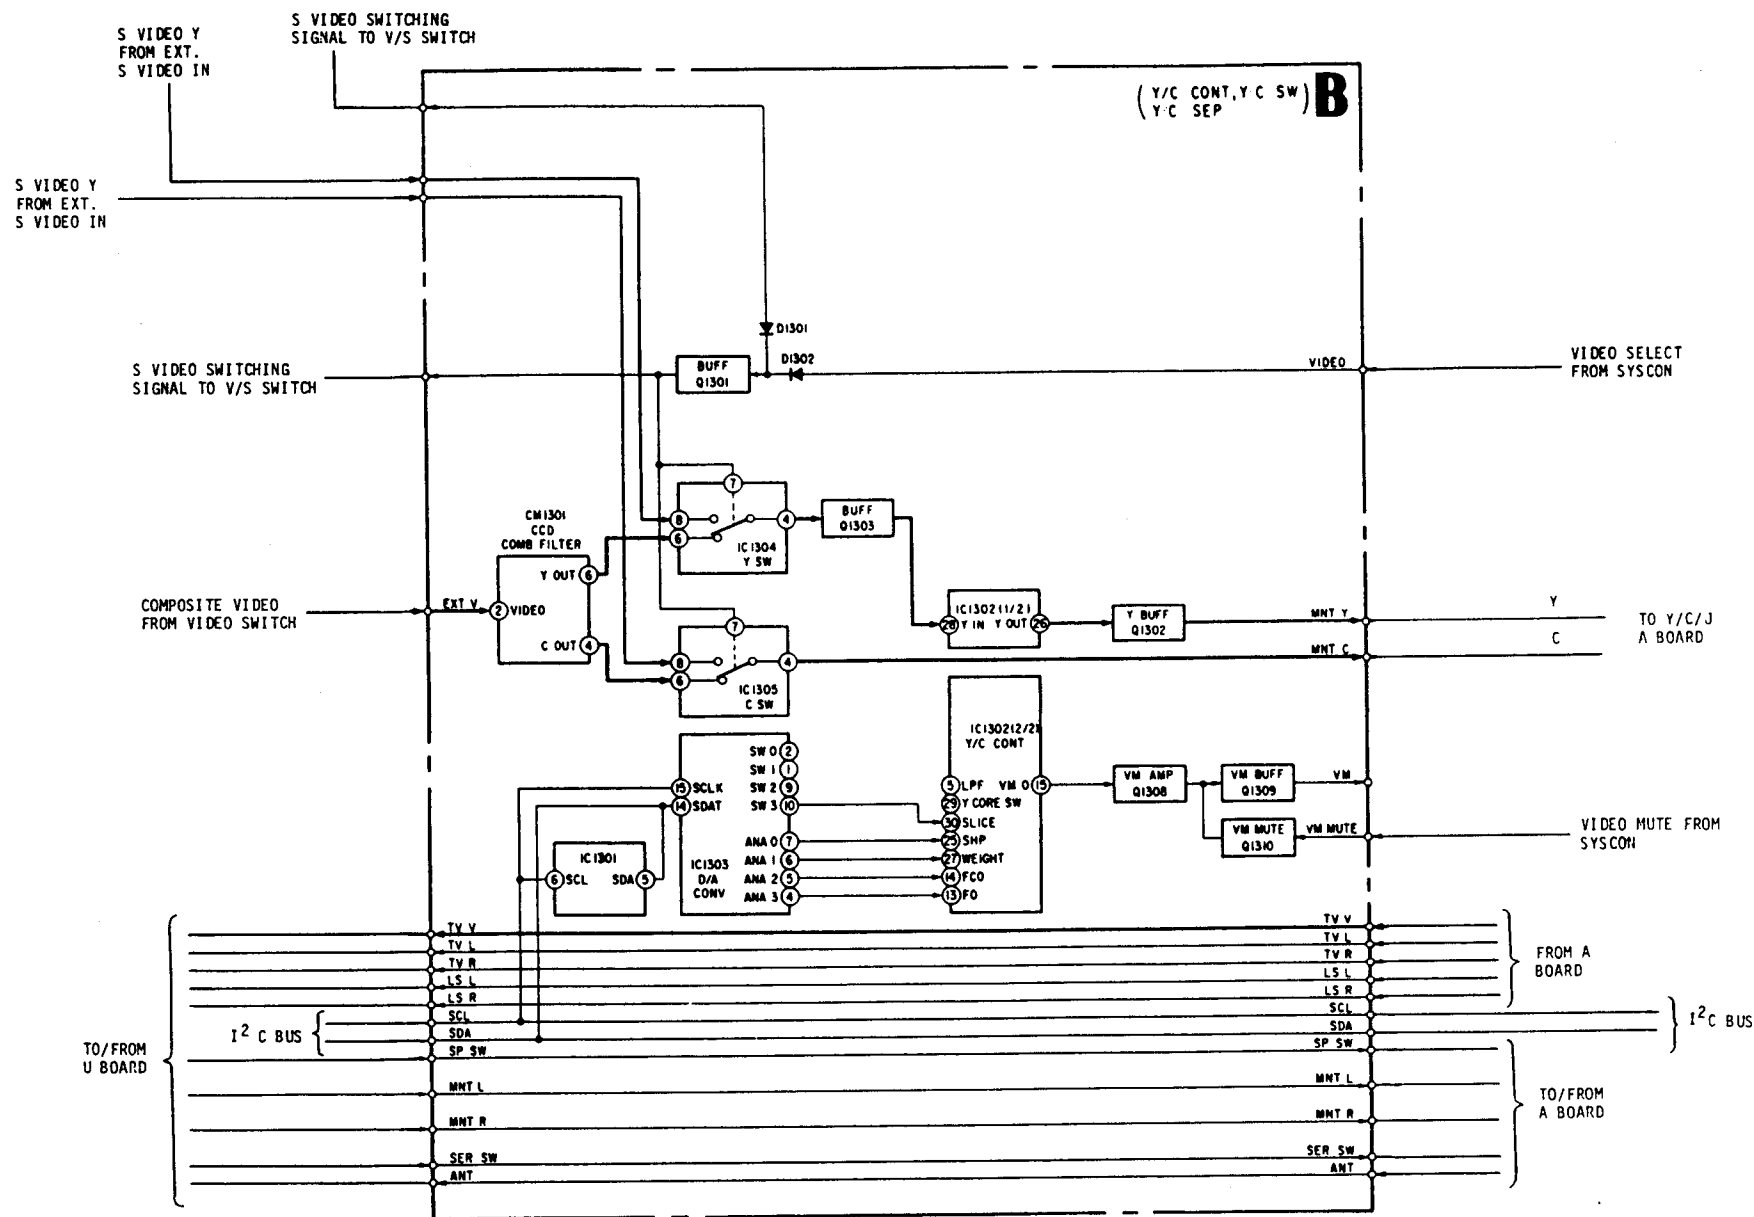 S VIDEO SWITCHING
SIGNAL TO V/S SWITCH
S VIDEO Y
FROM EXT.
S VIDEO IN
(Y/C CONT,Y·C SW)
Y·C SEP
B
S VIDEO Y
FROM EXT.
S VIDEO IN
D1301
D1302
BUFF
Q1301
VIDEO
VIDEO SELECT
FROM SYSCON
S VIDEO SWITCHING
SIGNAL TO V/S SWITCH
CM1301
CCD
COMB FILTER
7
8
6
4
IC1304
Y SW
BUFF
Q1303
Y OUT 6
2 VIDEO
C OUT 4
EXT V
COMPOSITE VIDEO
FROM VIDEO SWITCH
7
8
6
4
IC1305
C SW
IC1302(1/2)
28 Y IN Y OUT 26
Y BUFF
Q1302
MNT Y
MNT C
Y
C
TO Y/C/J
A BOARD
IC1302(2/2)
Y/C CONT
5 LPF VM O 15
29 Y CORE SW
30 SLICE
25 SHP
27 WEIGHT
14 FCO
13 FO
SW 0 2
SW 1 1
SW 2 9
SW 3 10
15 SCLK
14 SDAT
ANA 0 7
ANA 1 6
ANA 2 5
ANA 3 4
IC1303
D/A
CONV
IC1301
6 SCL SDA 5
VM AMP
Q1308
VM BUFF
Q1309
VM
VM MUTE
Q1310
VM MUTE
VIDEO MUTE FROM
SYSCON
TV V
TV L
TV R
LS L
LS R
SCL
SDA
SP SW
MNT L
MNT R
SER SW
ANT
I2 C BUS
TO/FROM
U BOARD
TV V
TV L
TV R
LS L
LS R
SCL
SDA
SP SW
MNT L
MNT R
SER SW
ANT
FROM A
BOARD
I2C BUS
TO/FROM
A BOARD